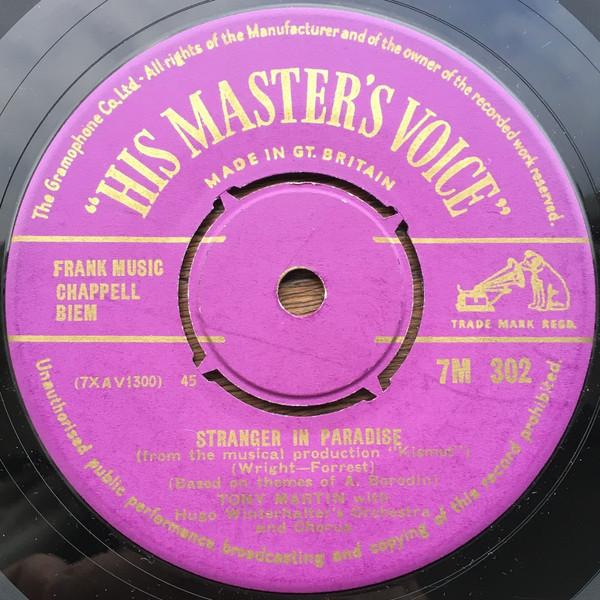 The Gramophone Co. Ltd. · All rights of the Manufacturer and of the owner of the recorded work reserved.
"HIS MASTER'S VOICE"
MADE IN GT. BRITAIN
FRANK MUSIC
CHAPPELL
BIEM
TRADE MARK REGD.
(7XAV1300) 45
7M 302
STRANGER IN PARADISE
(from the musical production "Kismet")
(Wright—Forrest)
(Based on themes of A. Borodin)
TONY MARTIN with
Hugo Winterhalter's Orchestra
and Chorus
Unauthorised public performance, broadcasting and copying of this record prohibited.